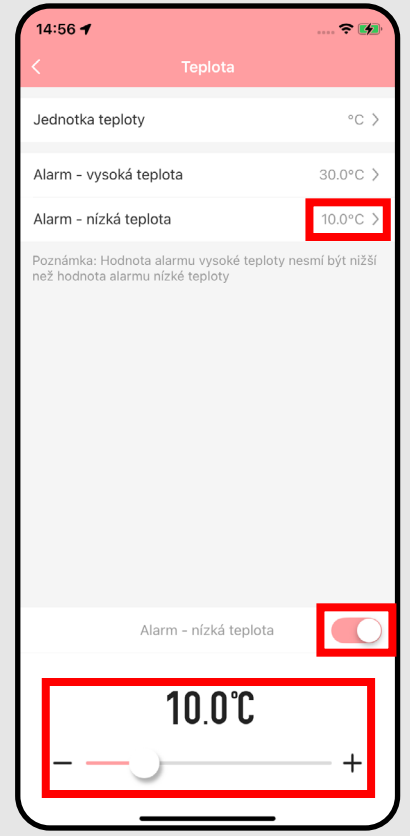 14:56
Teplota
Jednotka teploty °C
Alarm - vysoká teplota 30.0°C
Alarm - nízká teplota 10.0°C
Poznámka: Hodnota alarmu vysoké teploty nesmí být nižší
než hodnota alarmu nízké teploty
Alarm - nízká teplota
10.0°C